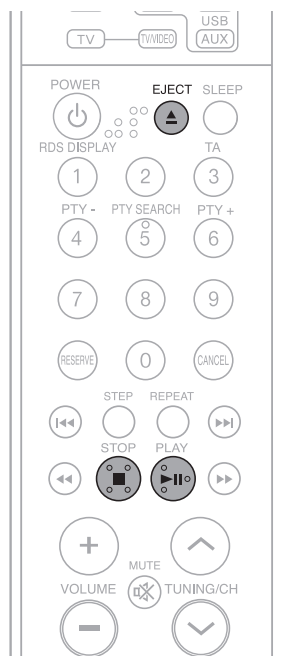 USB
TV TV/VIDEO AUX
POWER EJECT SLEEP
RDS DISPLAY TA
1 2 3
PTY - PTY SEARCH PTY +
4 5 6
7 8 9
RESERVE 0 CANCEL
STEP REPEAT
STOP PLAY
MUTE
VOLUME TUNING/CH